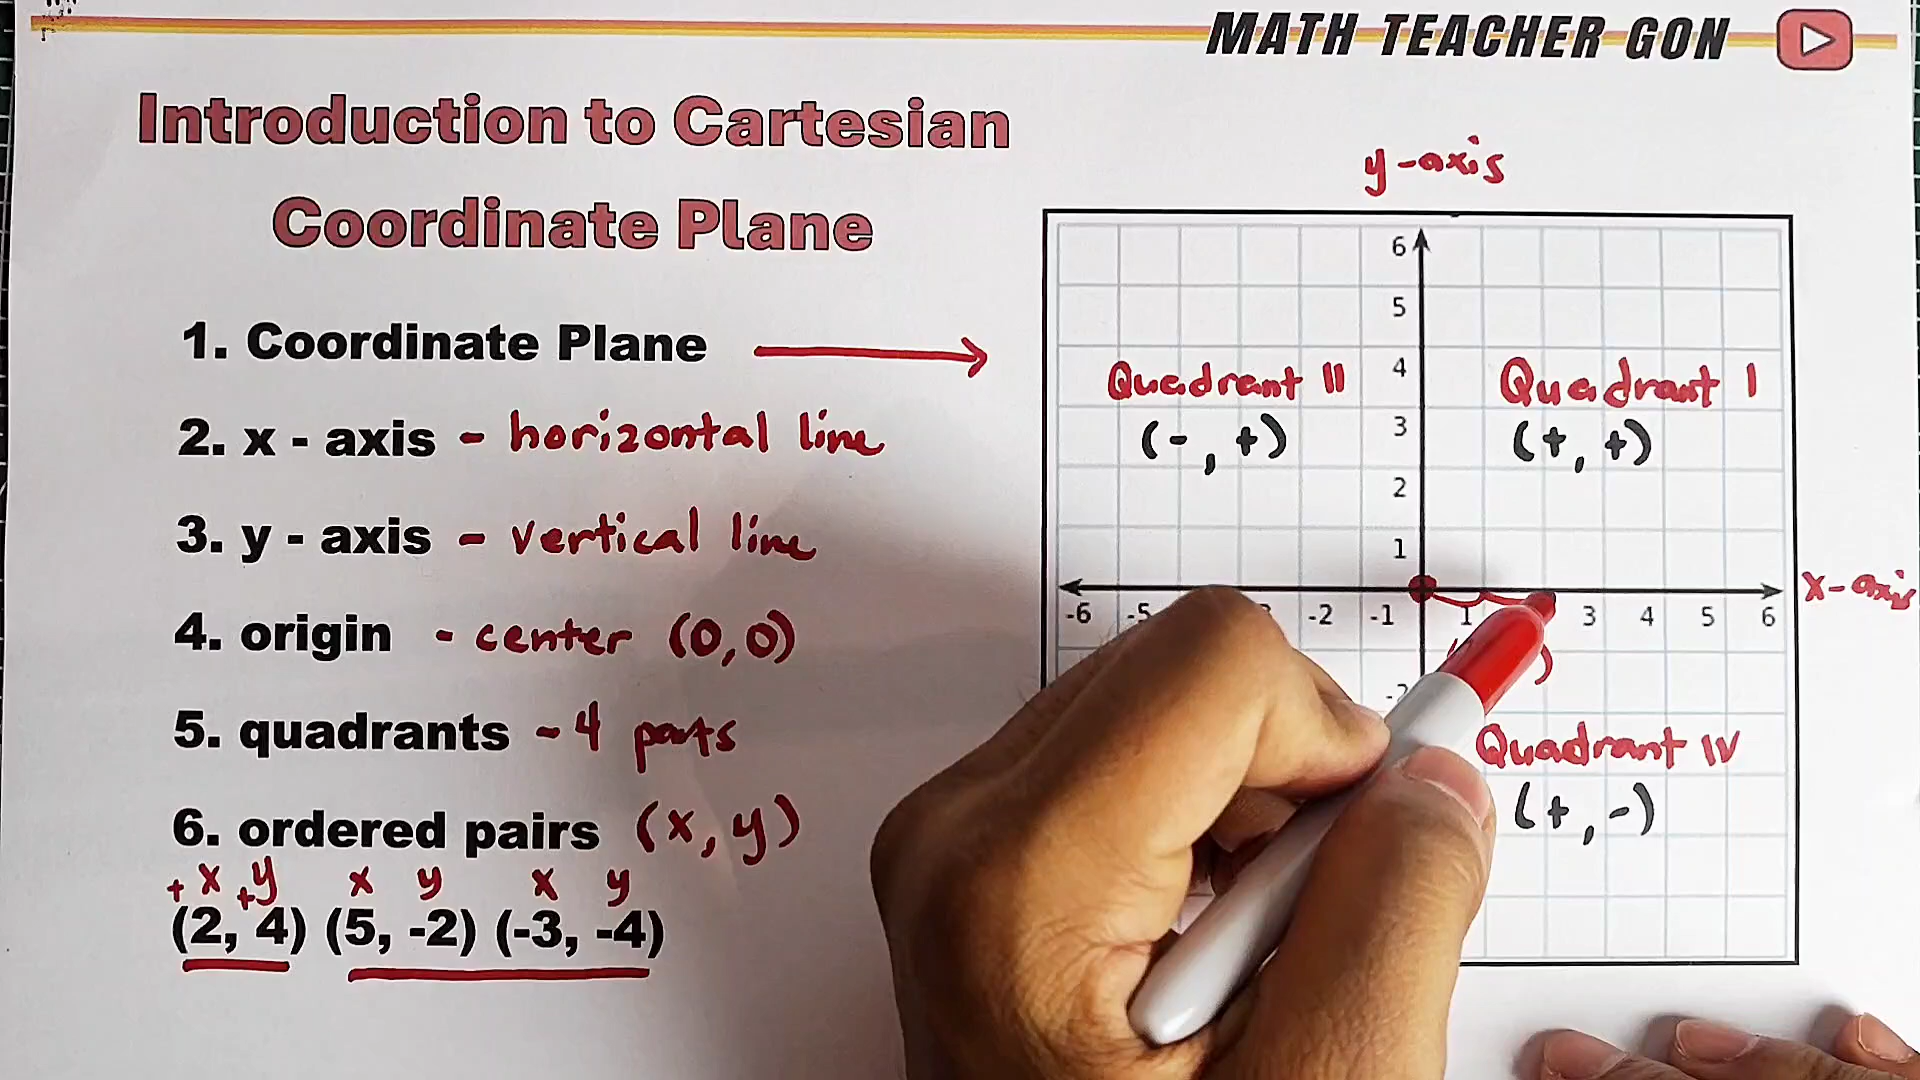 MATH TEACHER GON
Introduction to Cartesian
Coordinate Plane
1. Coordinate Plane
2. x - axis - horizontal line
3. y - axis - vertical line
4. origin - center (0,0)
5. quadrants - 4 parts
6. ordered pairs (x, y)
+x +y x y x y
(2, 4) (5, -2) (-3, -4)
y-axis
6
5
4
Quadrant II Quadrant I
3
(-, +) (+, +)
2
1
x-axis
-6 -5 -2 -1 1 3 4 5 6
-2
Quadrant IV
(+, -)